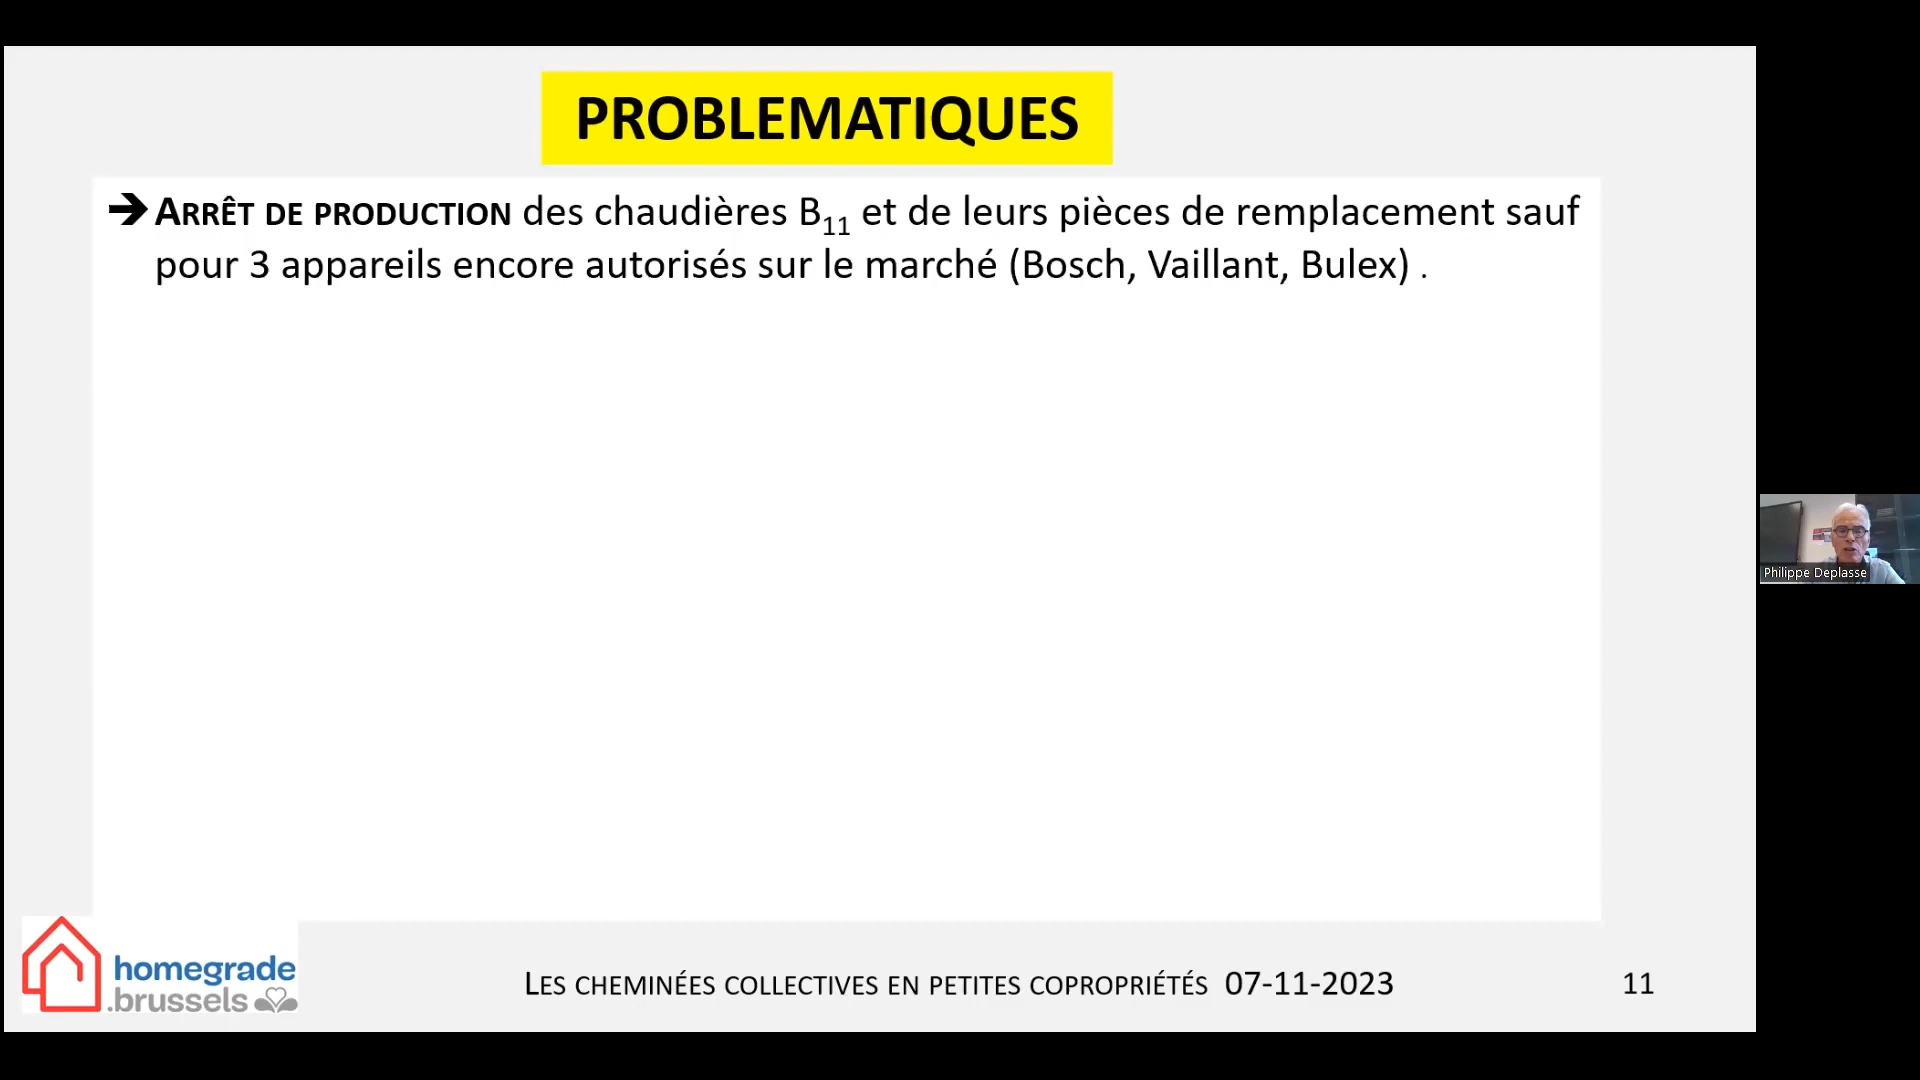 PROBLEMATIQUES
➔ ARRÊT DE PRODUCTION des chaudières B11 et de leurs pièces de remplacement sauf
pour 3 appareils encore autorisés sur le marché (Bosch, Vaillant, Bulex) .
Philippe Deplasse
homegrade
.brussels
LES CHEMINÉES COLLECTIVES EN PETITES COPROPRIÉTÉS 07-11-2023
11